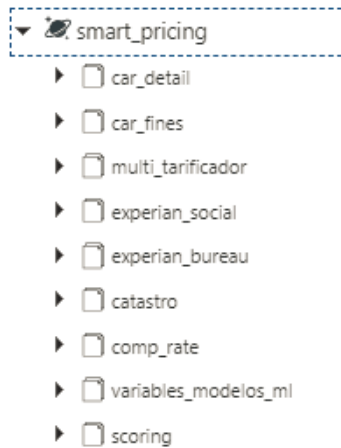 smart_pricing
car_detail
car_fines
multi_tarificador
experian_social
experian_bureau
catastro
comp_rate
variables_modelos_ml
scoring